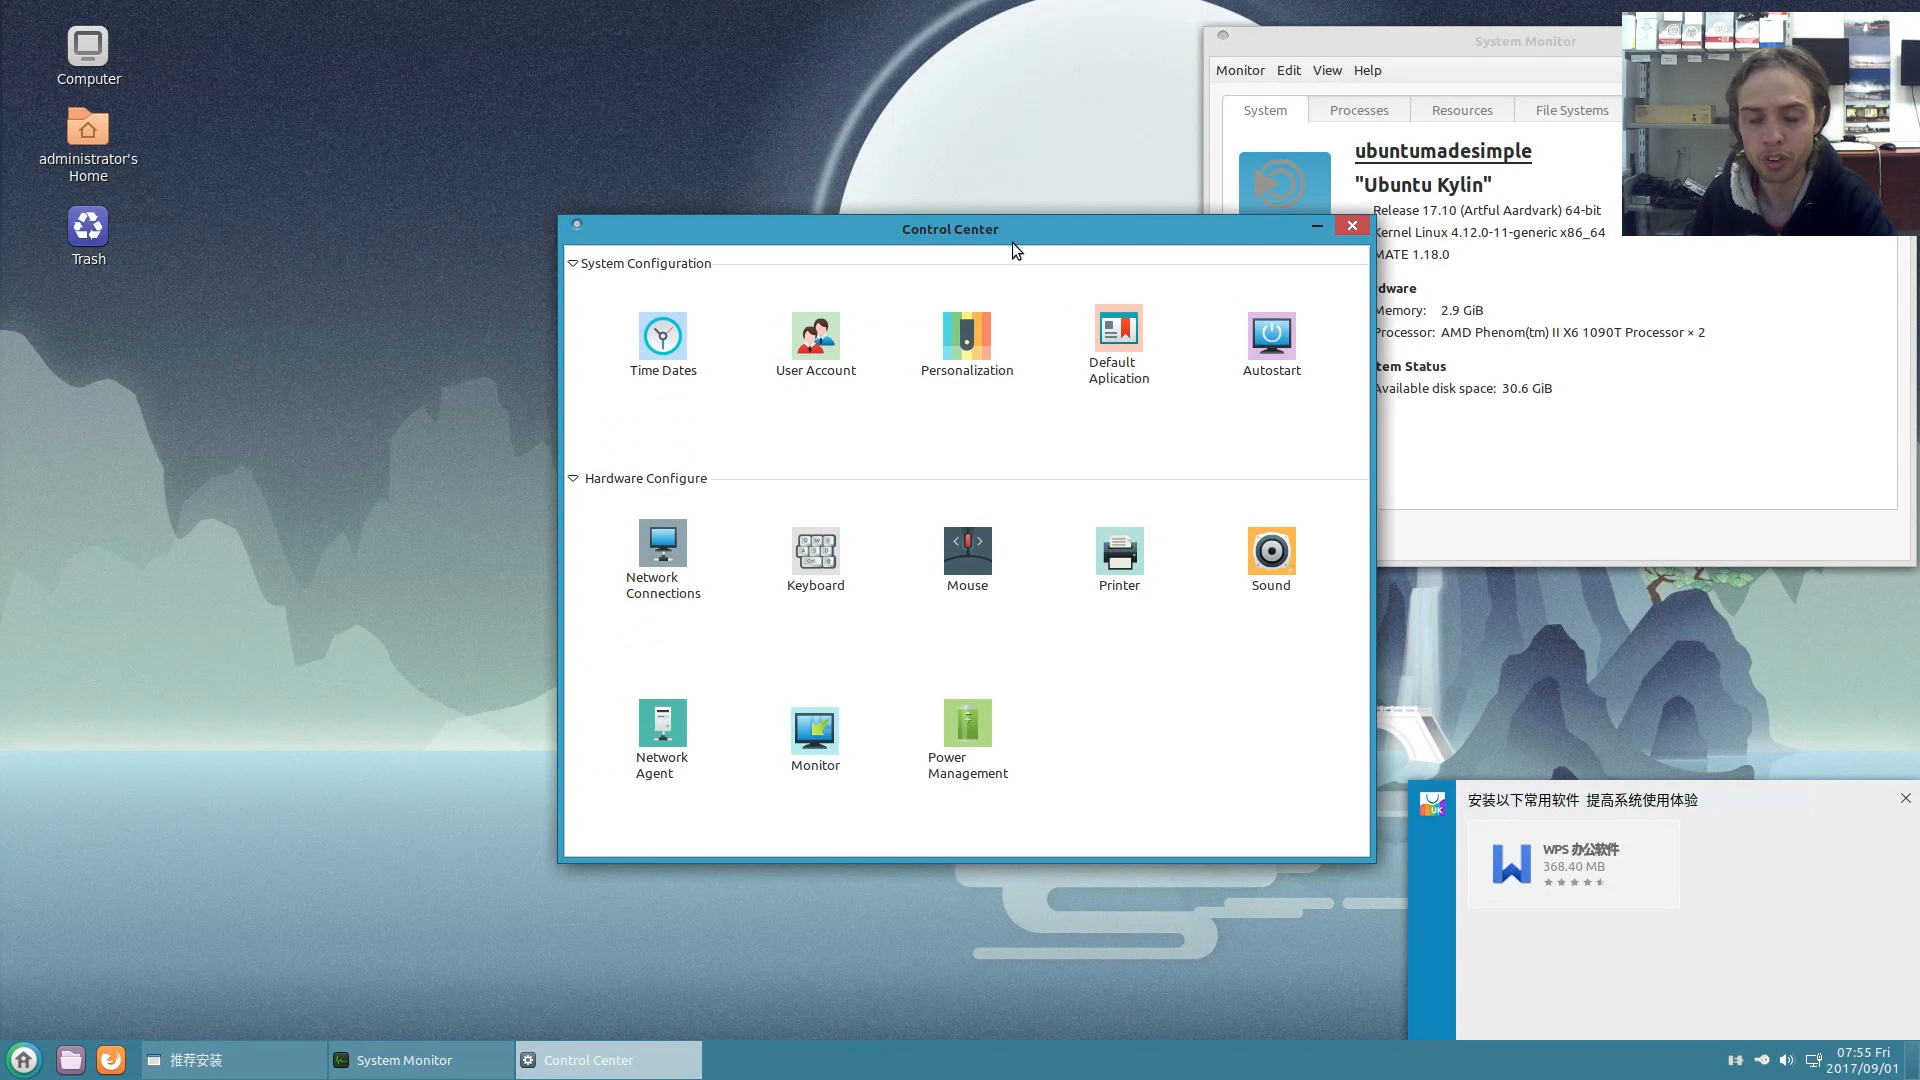 Computer
administrator's
Home
Trash
System Monitor
Monitor Edit View Help
System Processes Resources File Systems
ubuntumadesimple
"Ubuntu Kylin"
Release 17.10 (Artful Aardvark) 64-bit
Kernel Linux 4.12.0-11-generic x86_64
MATE 1.18.0
rdware
Memory: 2.9 GiB
Processor: AMD Phenom(tm) II X6 1090T Processor × 2
tem Status
Available disk space: 30.6 GiB
Control Center
System Configuration
Time Dates
User Account
Personalization
Default
Aplication
Autostart
Hardware Configure
Network
Connections
Keyboard
Mouse
Printer
Sound
Network
Agent
Monitor
Power
Management
UK
安装以下常用软件 提高系统使用体验
WPS 办公软件
368.40 MB
推荐安装
System Monitor
Control Center
07:55 Fri
2017/09/01